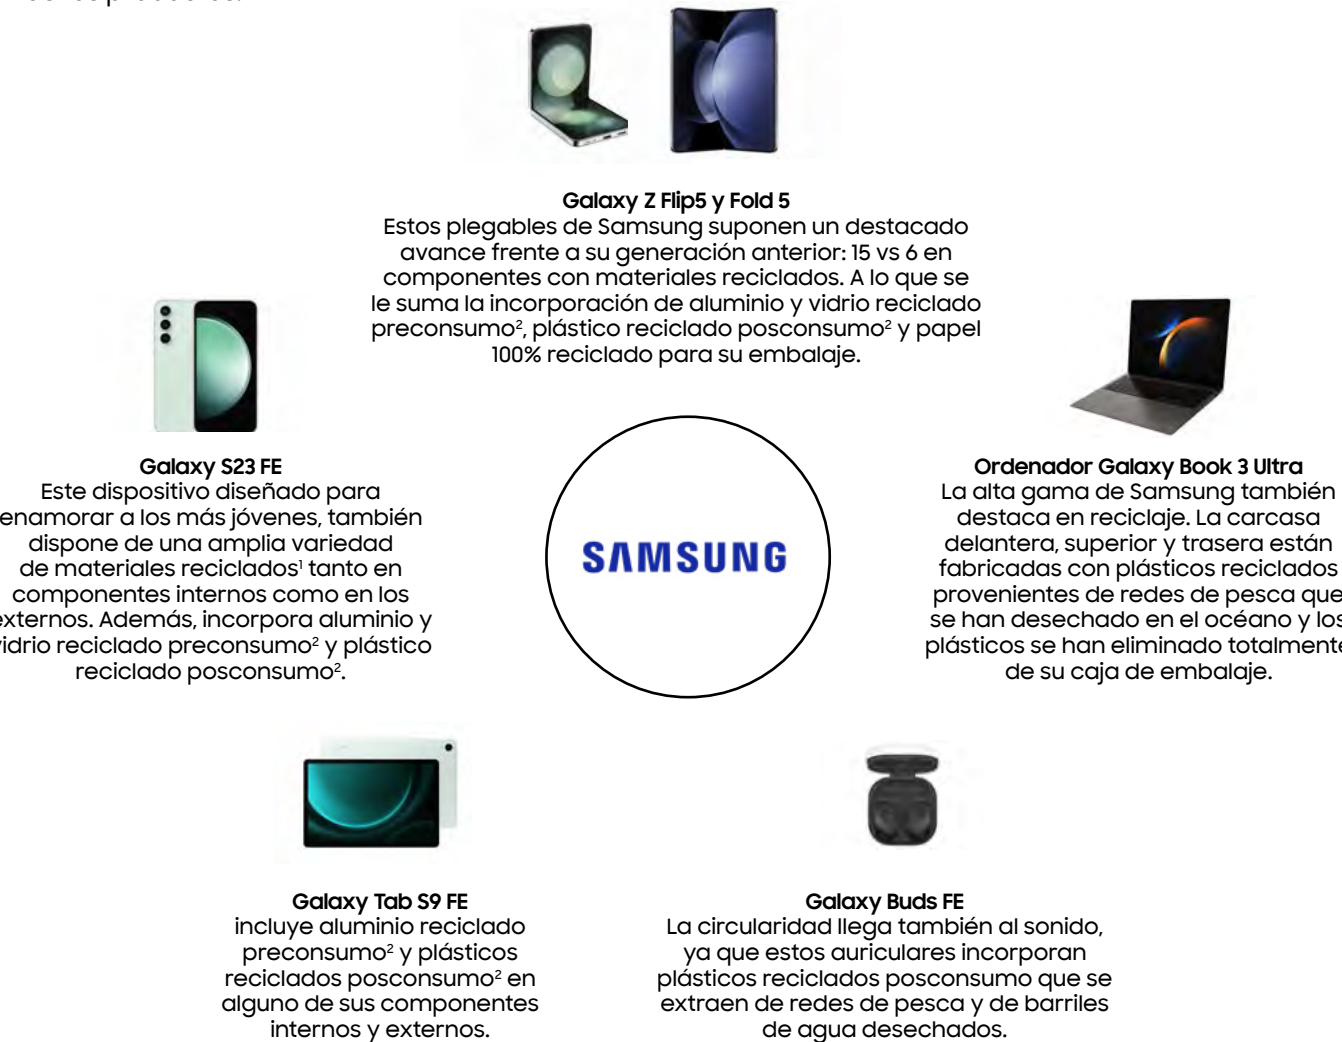 Galaxy Z Flip5 y Fold 5
Estos plegables de Samsung suponen un destacado
avance frente a su generación anterior: 15 vs 6 en
componentes con materiales reciclados. A lo que se
le suma la incorporación de aluminio y vidrio reciclado
preconsumo², plástico reciclado posconsumo² y papel
100% reciclado para su embalaje.
Galaxy S23 FE
Este dispositivo diseñado para
enamorar a los más jóvenes, también
dispone de una amplia variedad
de materiales reciclados¹ tanto en
componentes internos como en los
externos. Además, incorpora aluminio y
vidrio reciclado preconsumo² y plástico
reciclado posconsumo².
SAMSUNG
Ordenador Galaxy Book 3 Ultra
La alta gama de Samsung también
destaca en reciclaje. La carcasa
delantera, superior y trasera están
fabricadas con plásticos reciclados
provenientes de redes de pesca que
se han desechado en el océano y los
plásticos se han eliminado totalmente
de su caja de embalaje.
Galaxy Tab S9 FE
incluye aluminio reciclado
preconsumo² y plásticos
reciclados posconsumo² en
alguno de sus componentes
internos y externos.
Galaxy Buds FE
La circularidad llega también al sonido,
ya que estos auriculares incorporan
plásticos reciclados posconsumo que se
extraen de redes de pesca y de barriles
de agua desechados.